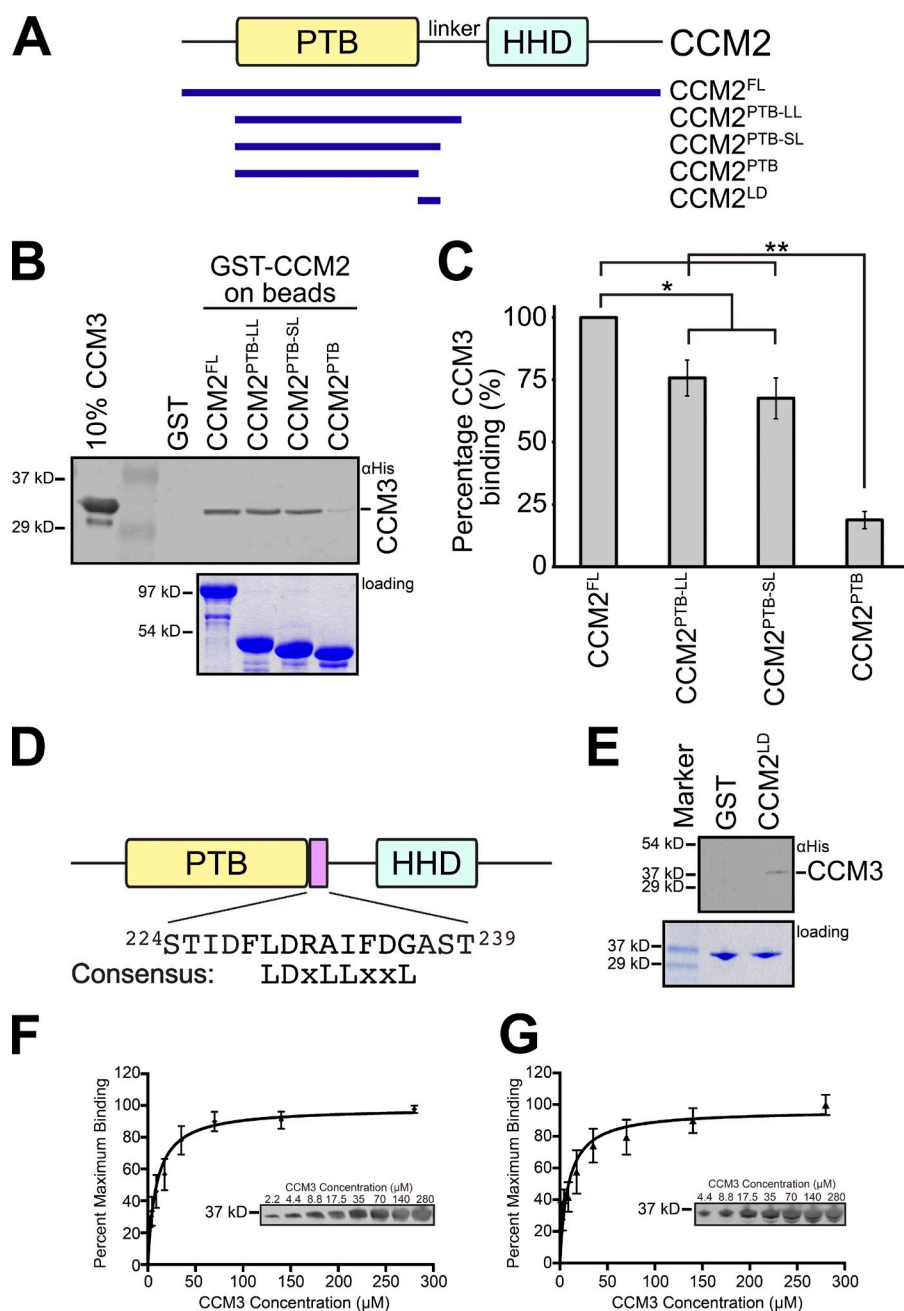 A
PTB
linker
HHD
CCM2
CCM2FL
CCM2PTB-LL
CCM2PTB-SL
CCM2PTB
CCM2LD
B
GST-CCM2
on beads
10% CCM3
GST
CCM2FL
CCM2PTB-LL
CCM2PTB-SL
CCM2PTB
αHis
37 kD
CCM3
29 kD
loading
97 kD
54 kD
C
**
*
Percentage CCM3
binding (%)
100
75
50
25
0
CCM2FL
CCM2PTB-LL
CCM2PTB-SL
CCM2PTB
D
PTB
HHD
224STIDFLDRAIFDGAST239
Consensus: LDxLLxxL
E
Marker
GST
CCM2LD
54 kD
αHis
37 kD
CCM3
29 kD
loading
37 kD
29 kD
F
Percent Maximum Binding
120
100
80
60
40
20
0
CCM3 Concentration (µM)
2.2 4.4 8.8 17.5 35 70 140 280
37 kD
0 50 100 150 200 250 300
CCM3 Concentration (µM)
G
Percent Maximum Binding
120
100
80
60
40
20
0
CCM3 Concentration (µM)
4.4 8.8 17.5 35 70 140 280
37 kD
0 50 100 150 200 250 300
CCM3 Concentration (µM)